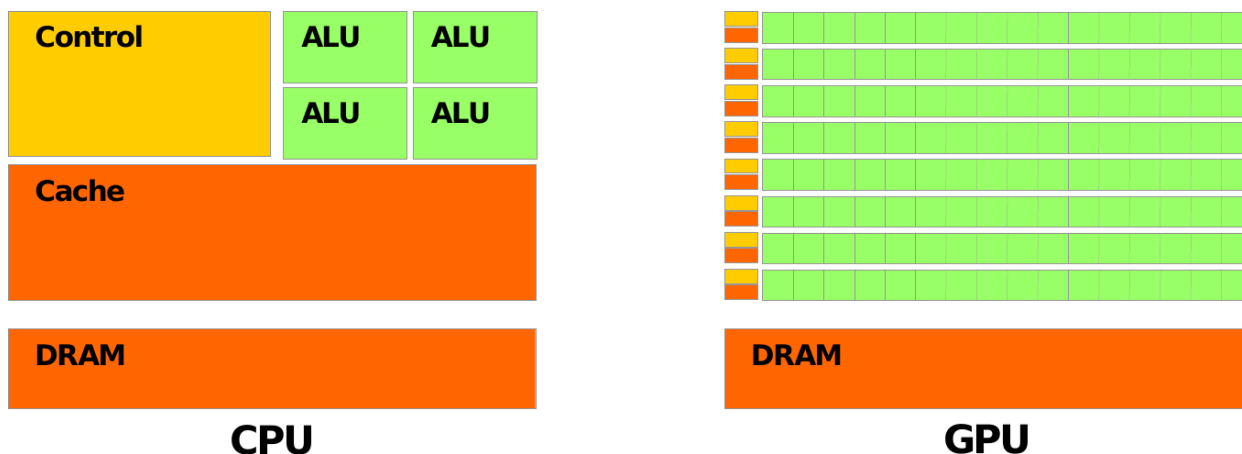 Control
ALU
ALU
ALU
ALU
Cache
DRAM
CPU
DRAM
GPU